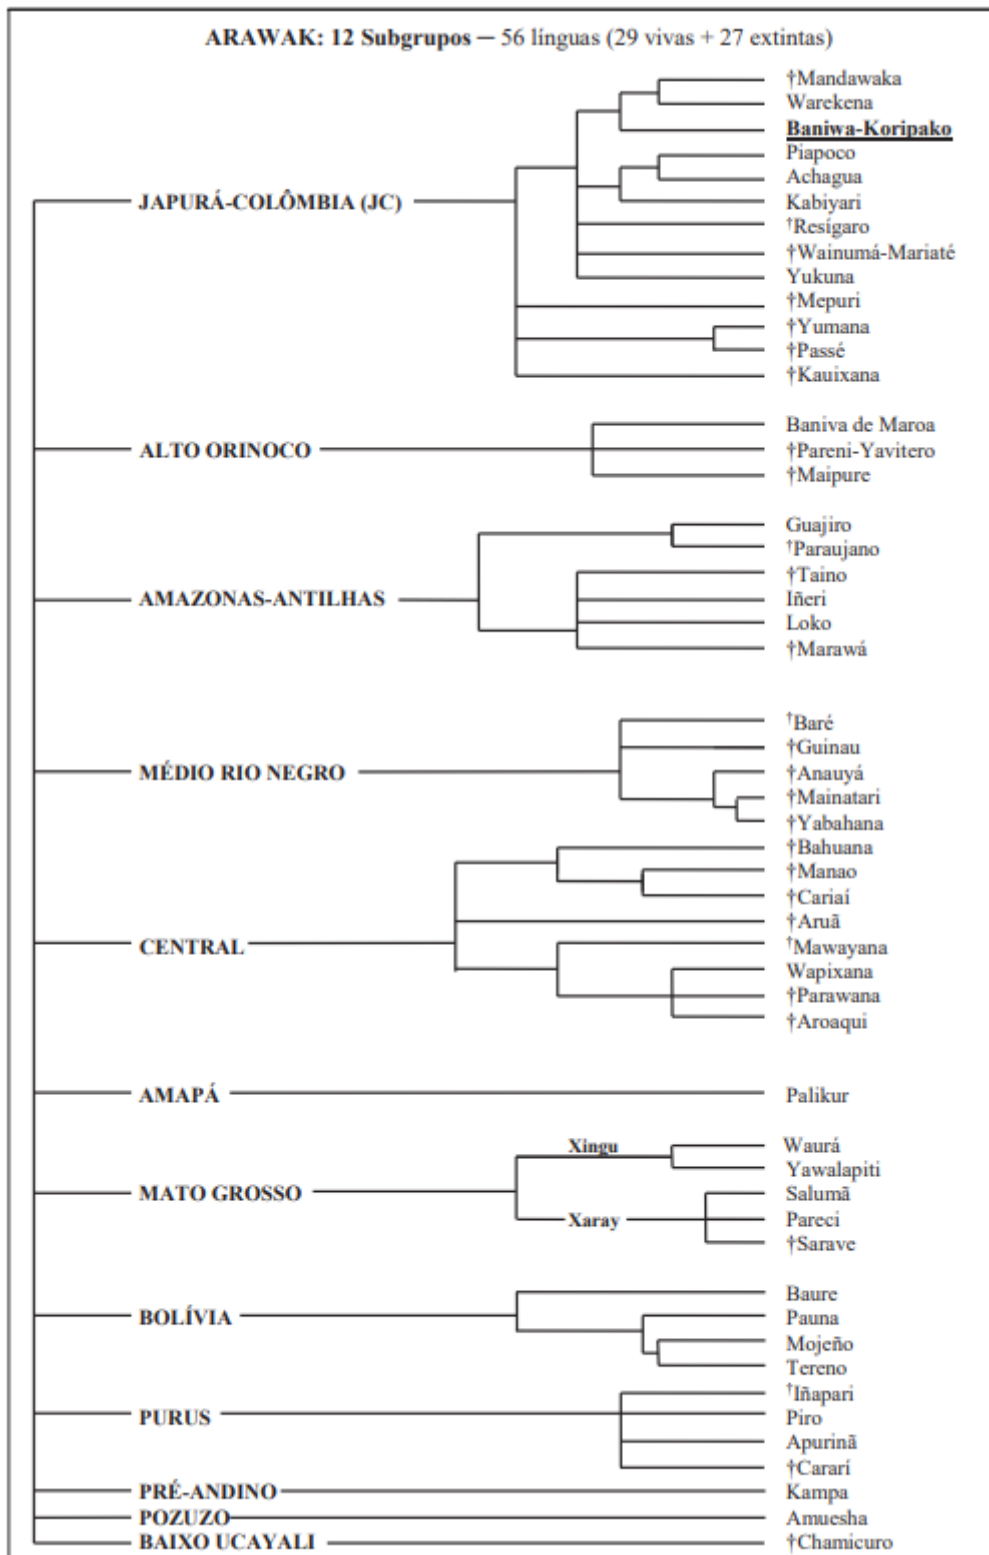 ARAWAK: 12 Subgrupos — 56 línguas (29 vivas + 27 extintas)
JAPURÁ-COLÔMBIA (JC)
†Mandawaka
Warekena
Baniwa-Koripako
Piapoco
Achagua
Kabiyari
†Resígaro
†Wainumá-Mariaté
Yukuna
†Mepuri
†Yumana
†Passé
†Kauixana
ALTO ORINOCO
Baniva de Maroa
†Pareni-Yavitero
†Maipure
AMAZONAS-ANTILHAS
Guajiro
†Paraujano
†Taino
Iñeri
Loko
†Marawá
MÉDIO RIO NEGRO
†Baré
†Guinau
†Anauyá
†Mainatari
†Yabahana
CENTRAL
†Bahuana
†Manao
†Cariaí
†Aruã
†Mawayana
Wapixana
†Parawana
†Aroaqui
AMAPÁ
Palikur
MATO GROSSO
Xingu
Waurá
Yawalapiti
Xaray
Salumã
Pareci
†Sarave
BOLÍVIA
Baure
Pauna
Mojeño
Tereno
PURUS
†Iñapari
Piro
Apurinã
†Cararí
PRÉ-ANDINO
Kampa
POZUZO
Amuesha
BAIXO UCAYALI
†Chamicuro